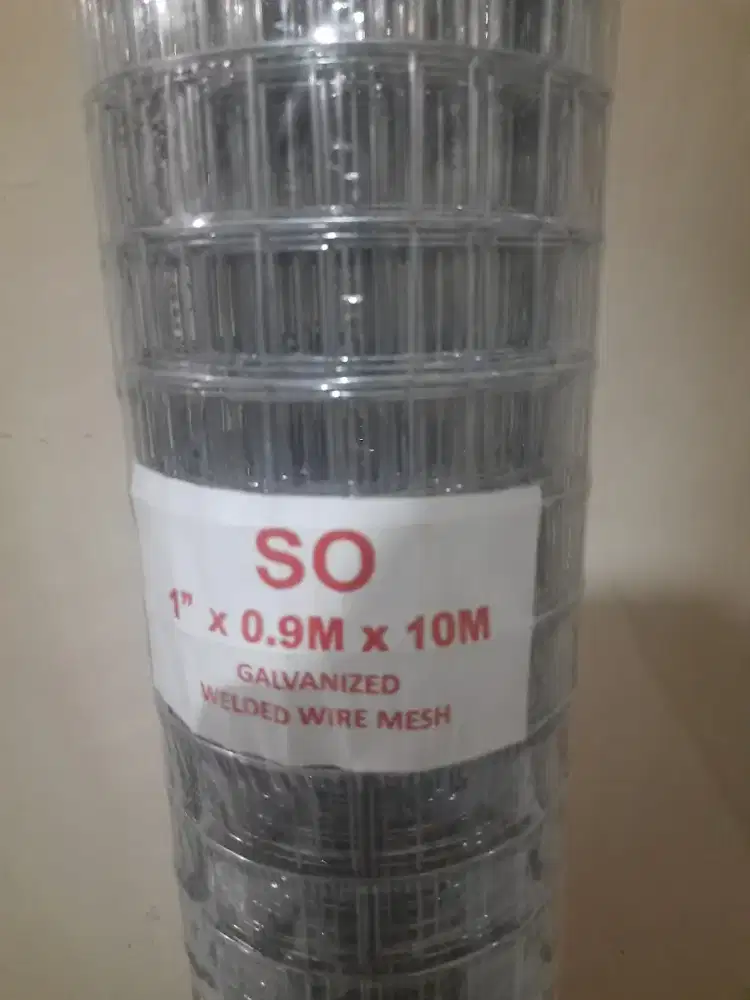 SO
1" x 0.9M x 10M
GALVANIZED
WELDED WIRE MESH